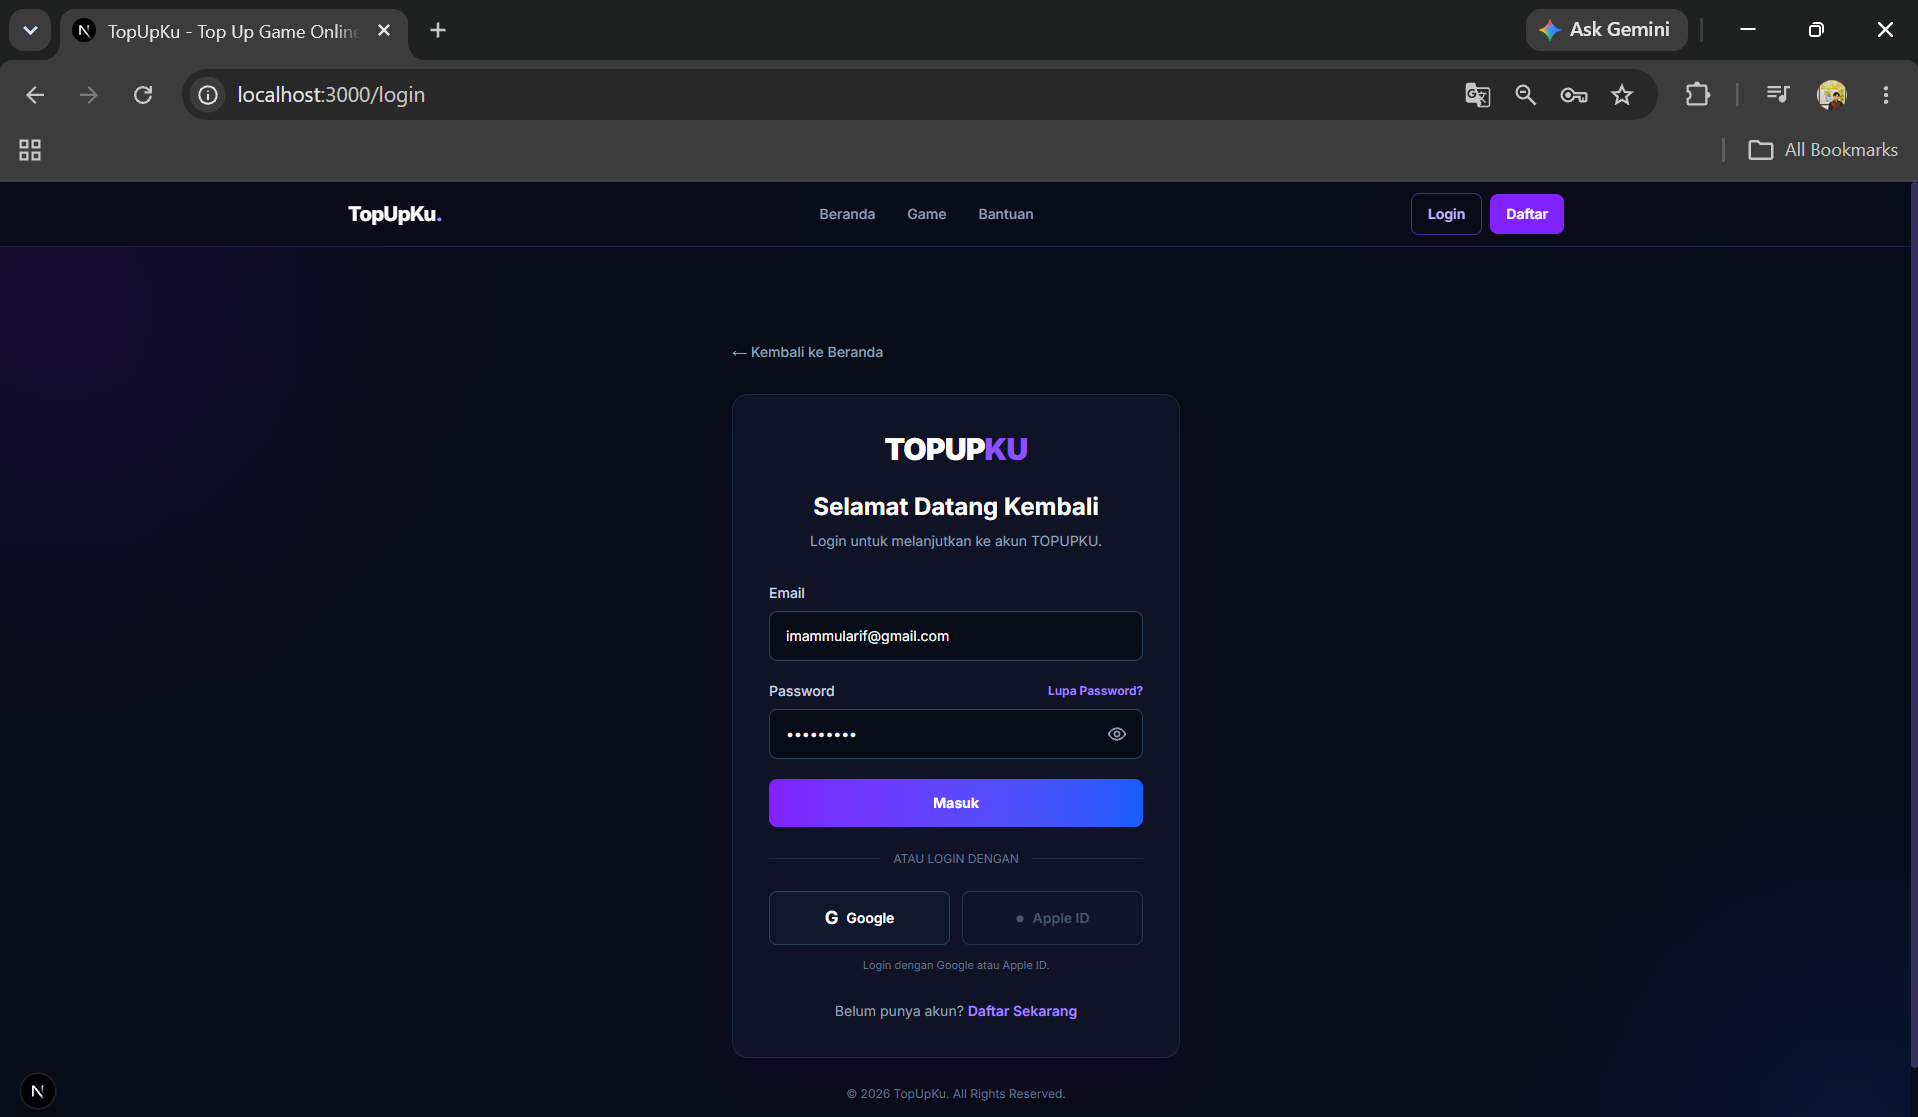 TopUpKu - Top Up Game Online
Ask Gemini
localhost:3000/login
All Bookmarks
TopUpKu.
Beranda
Game
Bantuan
Login
Daftar
← Kembali ke Beranda
TOPUPKU
Selamat Datang Kembali
Login untuk melanjutkan ke akun TOPUPKU.
Email
imammularif@gmail.com
Password
Lupa Password?
•••••••••
Masuk
ATAU LOGIN DENGAN
G Google
● Apple ID
Login dengan Google atau Apple ID.
Belum punya akun? Daftar Sekarang
N
© 2026 TopUpKu. All Rights Reserved.